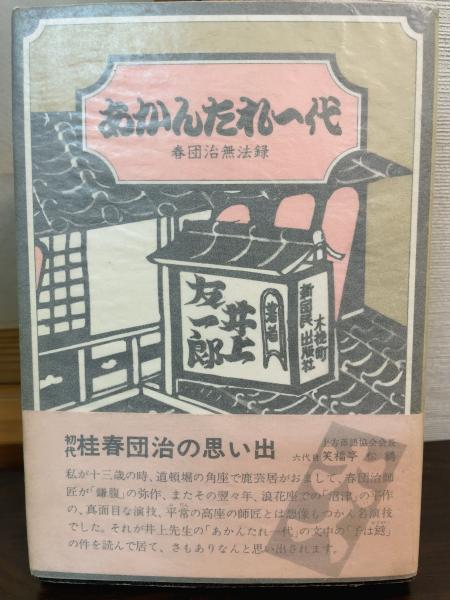 あかんたれ一代
春団治無法録
井上
友一郎
著者
木挽町
新国民出版社
初代 桂春団治の思い出
上方落語協会会長
六代目 笑福亭 松鶴
私が十三歳の時、道頓堀の角座で鹿芸居がおまして、春団治師
匠が「鎌腹」の弥作、またその翌々年、浪花座での「沼津」の平作
の、真面目な演技、平常の高座の師匠とは想像もつかん名演技
でした。それが井上先生の「あかんたれ一代」の文中の「子は鎹」
の件を読んで居て、さもありなんと思い出されます。